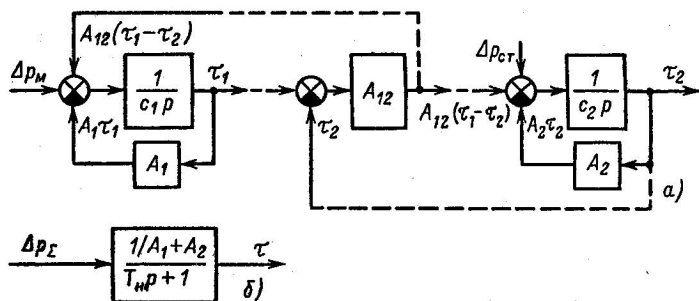 A₁₂(τ₁−τ₂)
Δp_м
1/(c₁p)
τ₁
A₁τ₁
A₁
τ₂
A₁₂
A₁₂(τ₁−τ₂)
Δp_ст
1/(c₂p)
τ₂
A₂τ₂
A₂
а)
Δp_Σ
1/A₁+A₂
T_нp+1
τ
б)